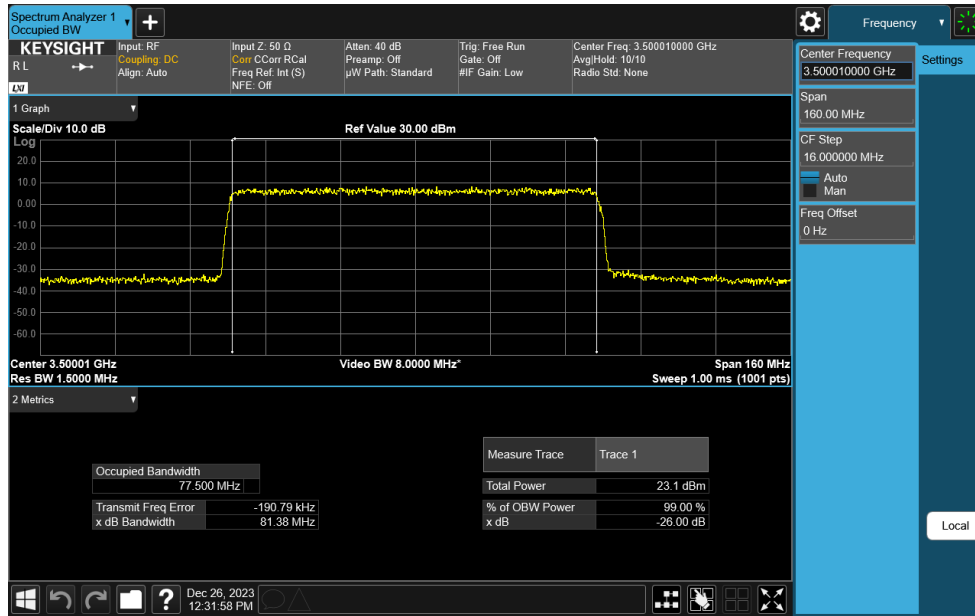 Spectrum Analyzer 1
Occupied BW
+
Frequency
KEYSIGHT
R L
LXI
Input: RF
Coupling: DC
Align: Auto
Input Z: 50 Ω
Corr CCorr RCal
Freq Ref: Int (S)
NFE: Off
Atten: 40 dB
Preamp: Off
µW Path: Standard
Trig: Free Run
Gate: Off
#IF Gain: Low
Center Freq: 3.500010000 GHz
Avg|Hold: 10/10
Radio Std: None
Center Frequency
3.500010000 GHz
Settings
Span
160.00 MHz
CF Step
16.000000 MHz
Auto
Man
Freq Offset
0 Hz
1 Graph
Scale/Div 10.0 dB
Ref Value 30.00 dBm
Log
20.0
10.0
0.00
-10.0
-20.0
-30.0
-40.0
-50.0
-60.0
Center 3.50001 GHz
Video BW 8.0000 MHz*
Span 160 MHz
Res BW 1.5000 MHz
Sweep 1.00 ms (1001 pts)
2 Metrics
Measure Trace
Trace 1
Occupied Bandwidth
77.500 MHz
Total Power
23.1 dBm
Transmit Freq Error
-190.79 kHz
% of OBW Power
99.00 %
x dB Bandwidth
81.38 MHz
x dB
-26.00 dB
Local
?
Dec 26, 2023
12:31:58 PM